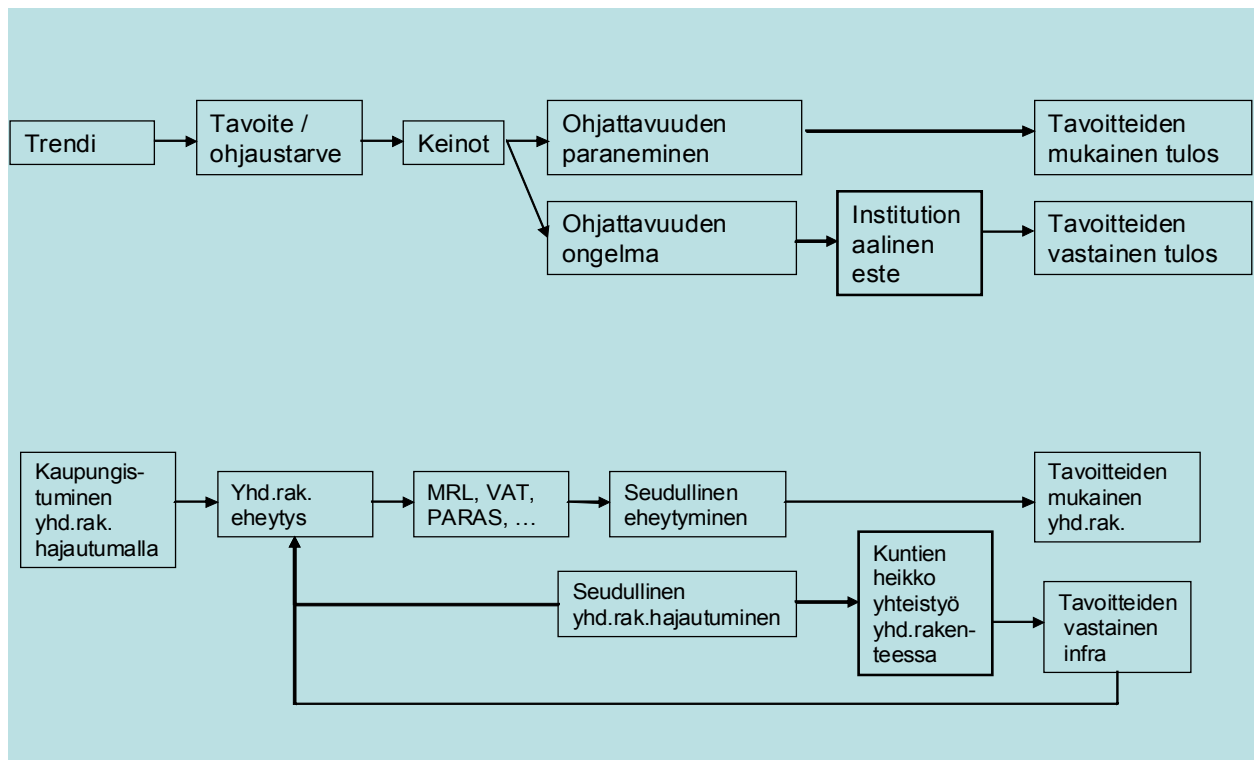 Trendi
Tavoite /
ohjaustarve
Keinot
Ohjattavuuden
paraneminen
Tavoitteiden
mukainen tulos
Ohjattavuuden
ongelma
Institution
aalinen
este
Tavoitteiden
vastainen tulos
Kaupungis-
tuminen
yhd.rak.
hajautumalla
Yhd.rak.
eheytys
MRL, VAT,
PARAS, …
Seudullinen
eheytyminen
Tavoitteiden
mukainen
yhd.rak.
Seudullinen
yhd.rak.hajautuminen
Kuntien
heikko
yhteistyö
yhd.raken-
teessa
Tavoitteiden
vastainen
infra